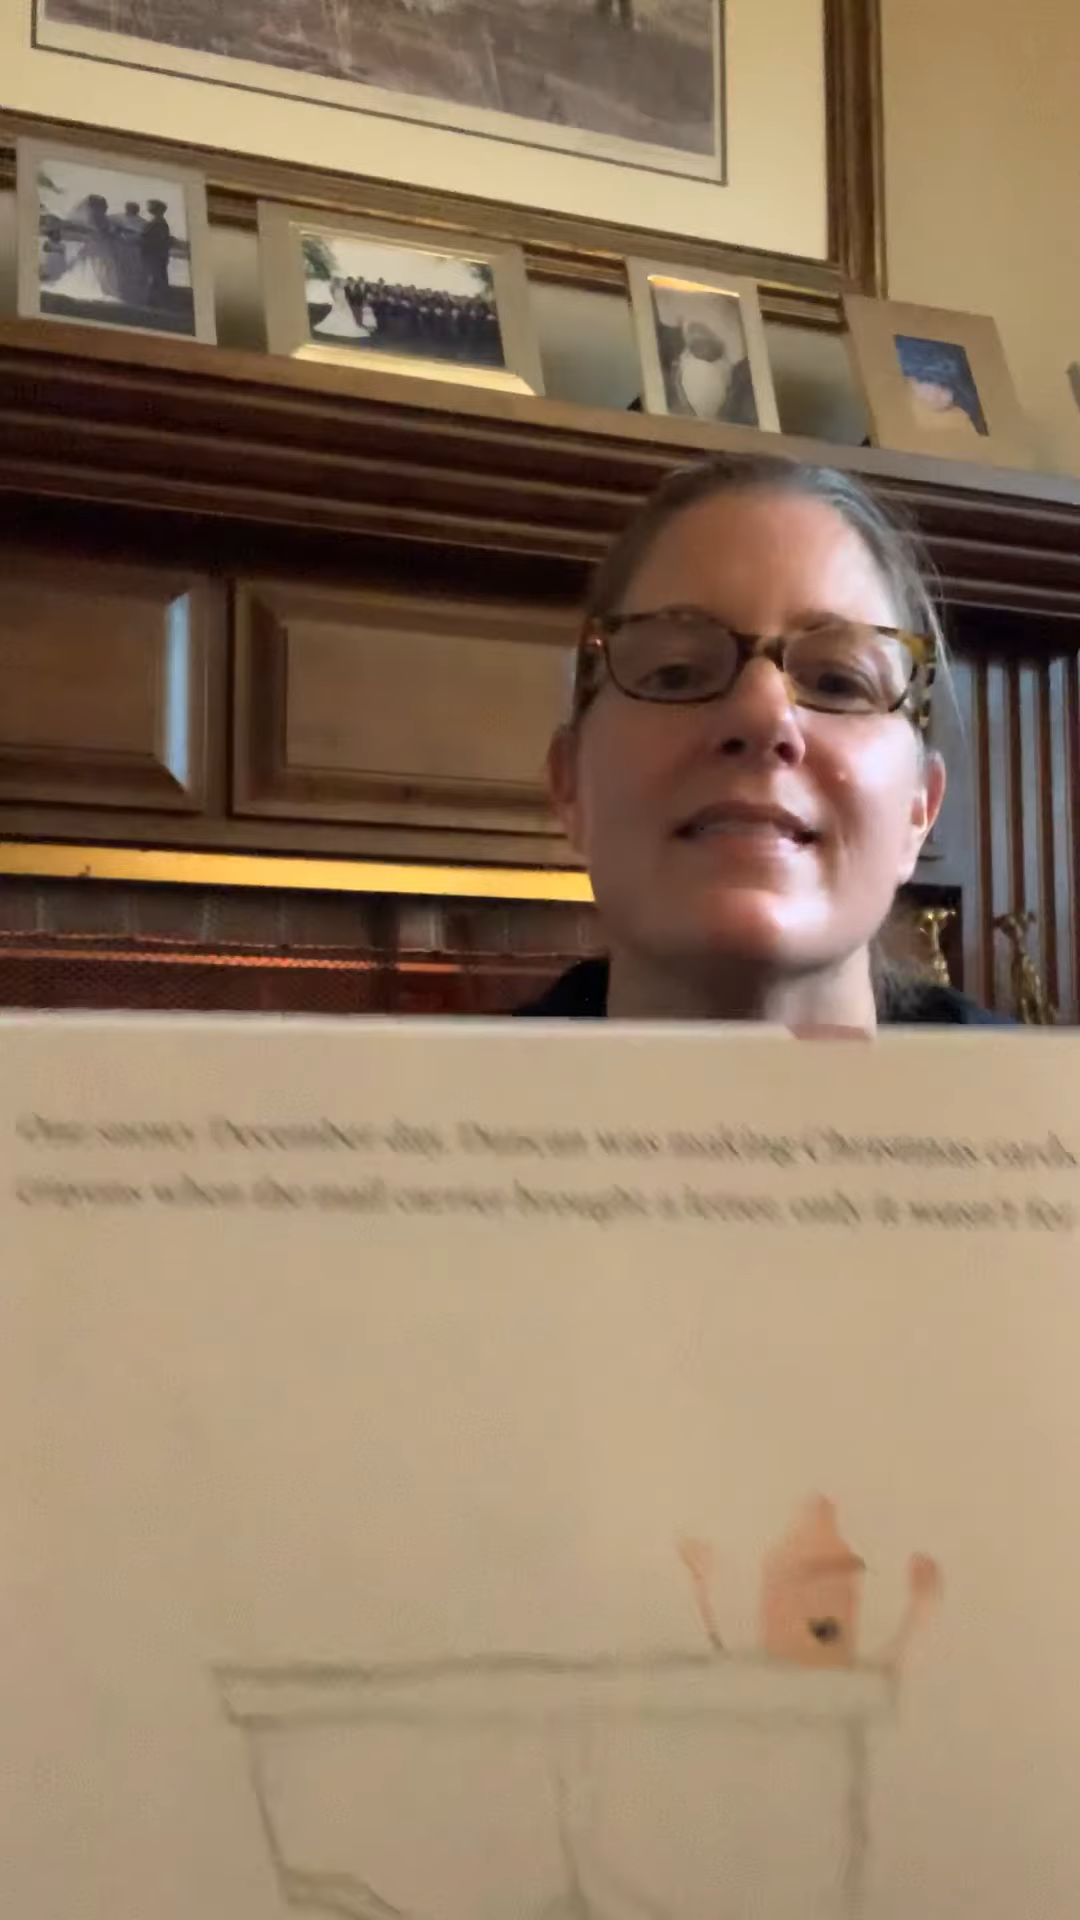 One snowy December day, Duncan was making Christmas cards
crayons when the mail carrier brought a letter, only it wasn't for